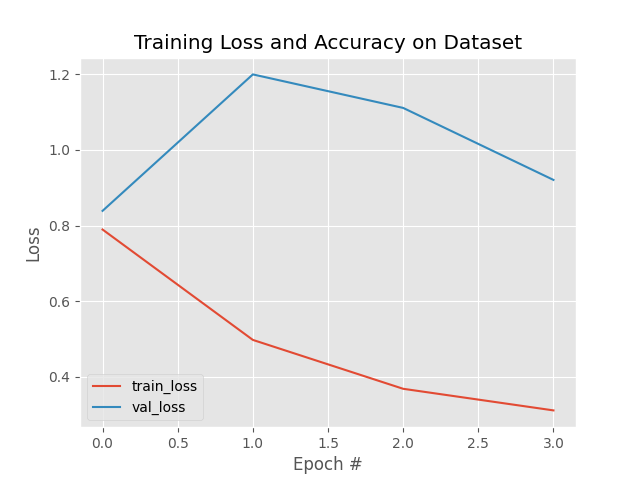 Training Loss and Accuracy on Dataset
1.2
1.0
0.8
0.6
0.4
Loss
train_loss
val_loss
0.0 0.5 1.0 1.5 2.0 2.5 3.0
Epoch #